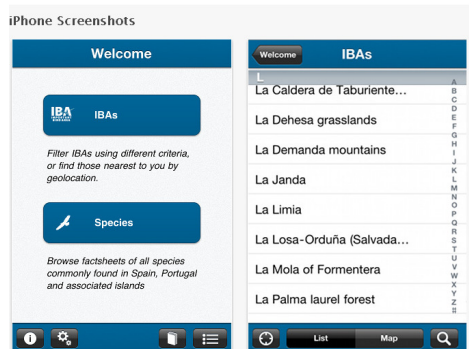 iPhone Screenshots
Welcome
IBA
IBAs
Filter IBAs using different criteria,
or find those nearest to you by
geolocation.
Species
Browse factsheets of all species
commonly found in Spain, Portugal
and associated islands
Welcome
IBAs
L
La Caldera de Taburiente...
La Dehesa grasslands
La Demanda mountains
La Janda
La Limia
La Losa-Orduña (Salvada...
La Mola of Formentera
La Palma laurel forest
A
B
C
D
E
F
G
H
I
J
K
L
M
N
O
P
Q
R
S
T
U
V
W
X
Y
Z
#
List
Map